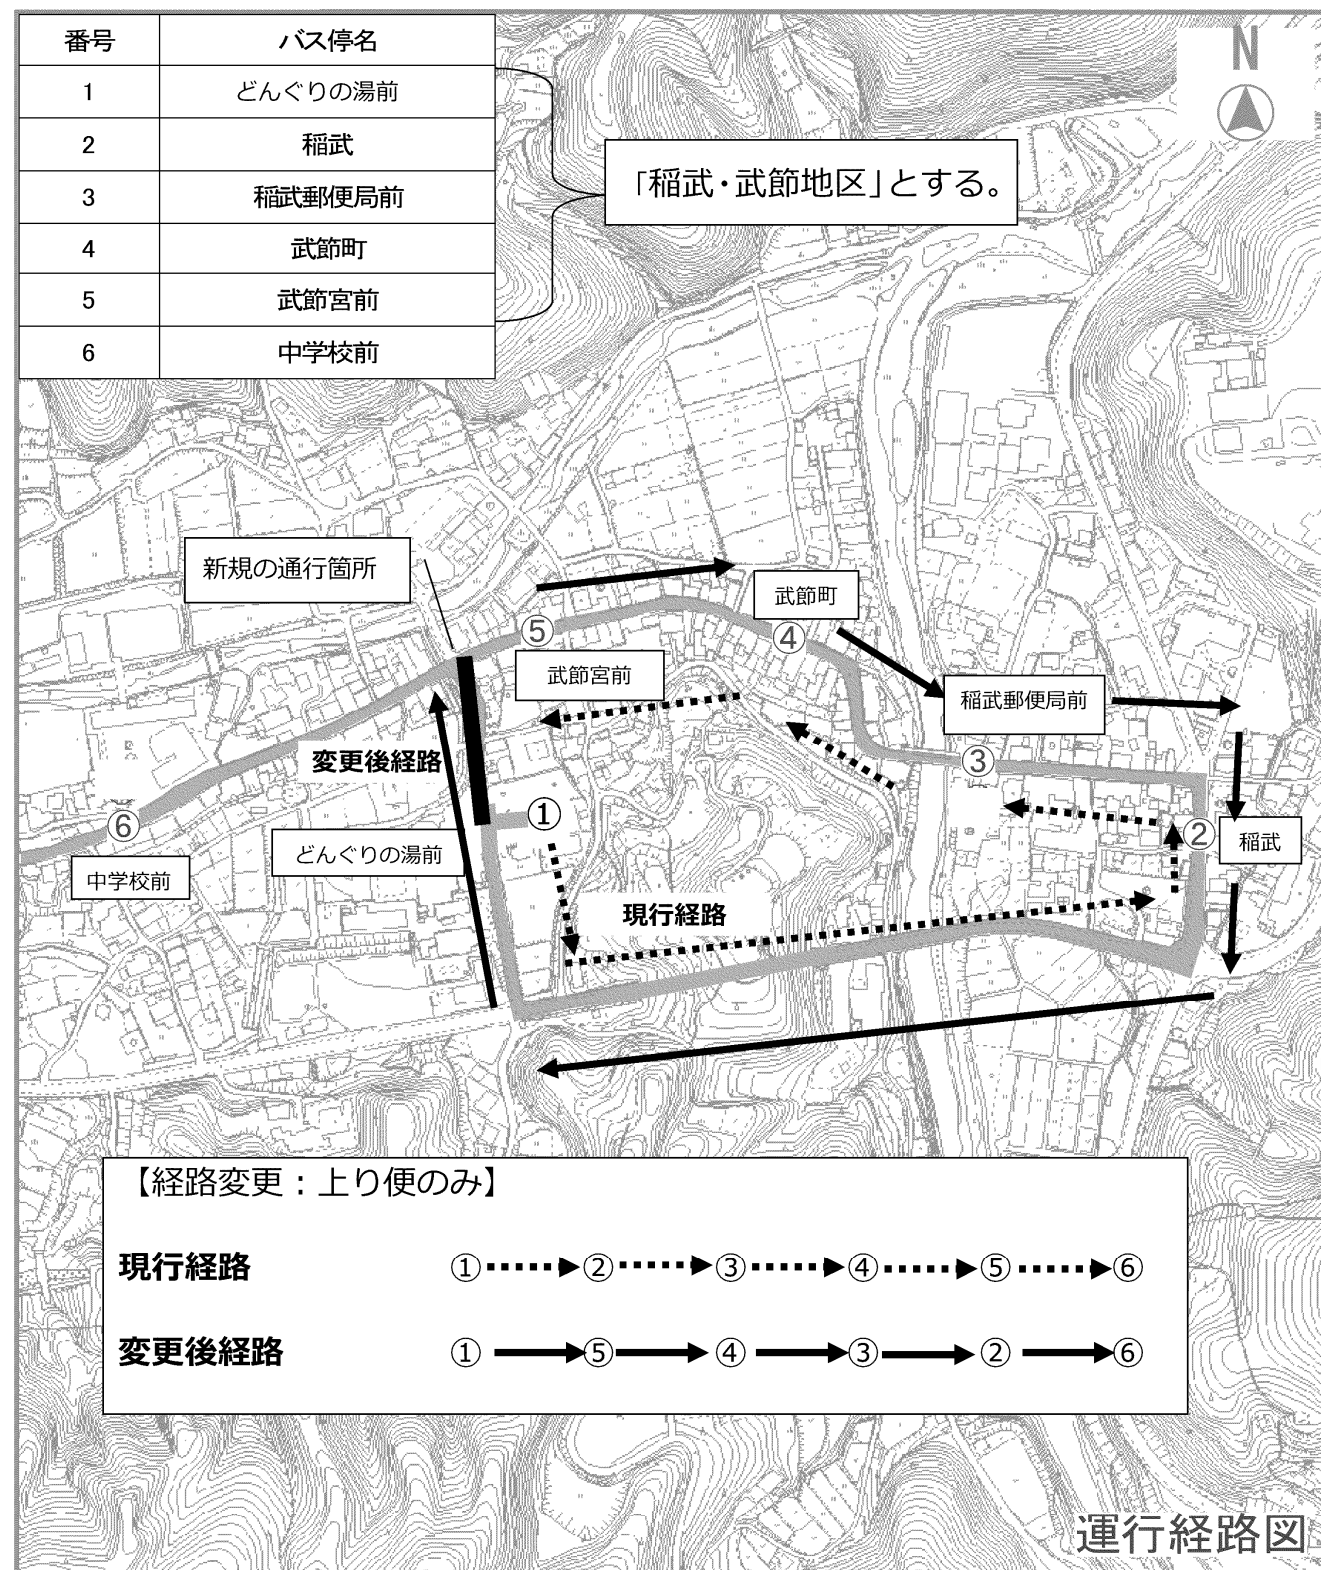 番号 バス停名
1 どんぐりの湯前
2 稲武
3 稲武郵便局前
4 武節町
5 武節宮前
6 中学校前
「稲武・武節地区」とする。
N
新規の通行箇所
武節町
⑤
④
武節宮前
稲武郵便局前
変更後経路
③
①
⑥
②
どんぐりの湯前
稲武
中学校前
現行経路
【経路変更：上り便のみ】
現行経路 ① ② ③ ④ ⑤ ⑥
変更後経路 ① ⑤ ④ ③ ② ⑥
運行経路図